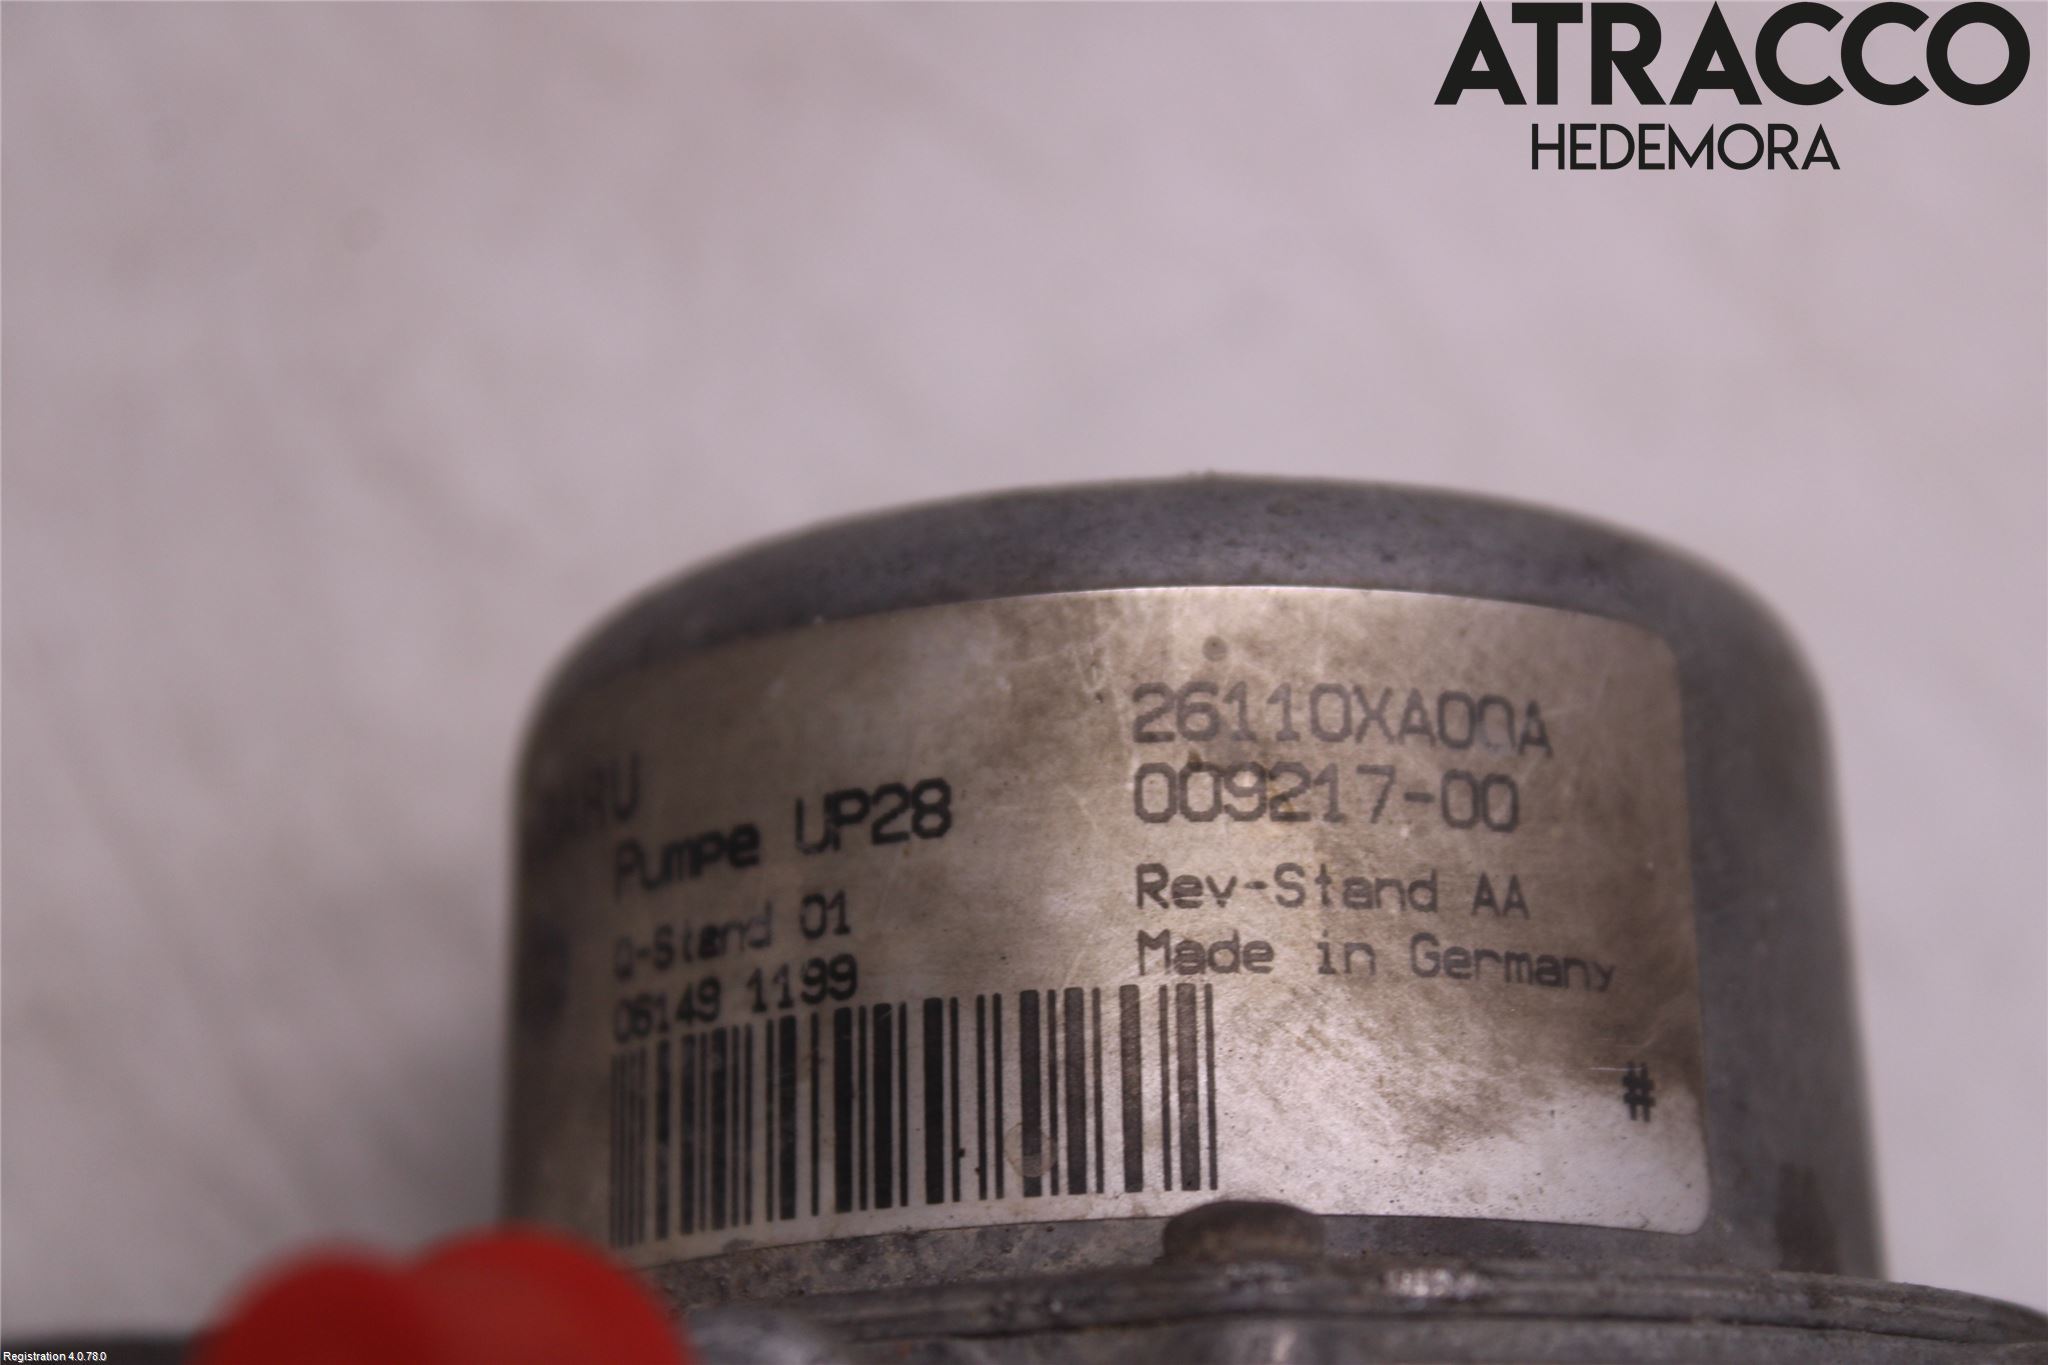 ATRACCO
HEDEMORA
26110XA00A
009217-00
Pumpe UP28
Rev-Stand AA
Q-Stand 01
Made in Germany
06149 1199
#
Registration 4.0.78.0